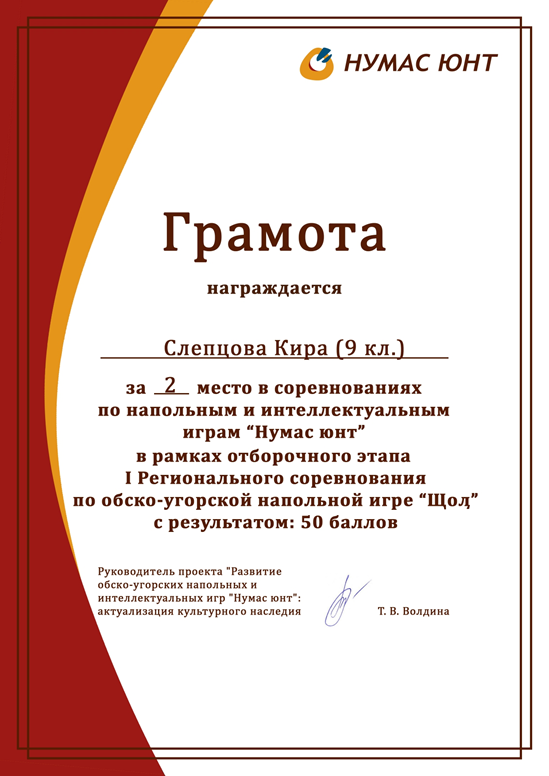 НУМАС ЮНТ
Грамота
награждается
Слепцова Кира (9 кл.)
за 2 место в соревнованиях
по напольным и интеллектуальным
играм “Нумас юнт”
в рамках отборочного этапа
I Регионального соревнования
по обско-угорской напольной игре “Щоԓ”
с результатом: 50 баллов
Руководитель проекта "Развитие
обско-угорских напольных и
интеллектуальных игр "Нумас юнт":
актуализация культурного наследия
Т. В. Волдина